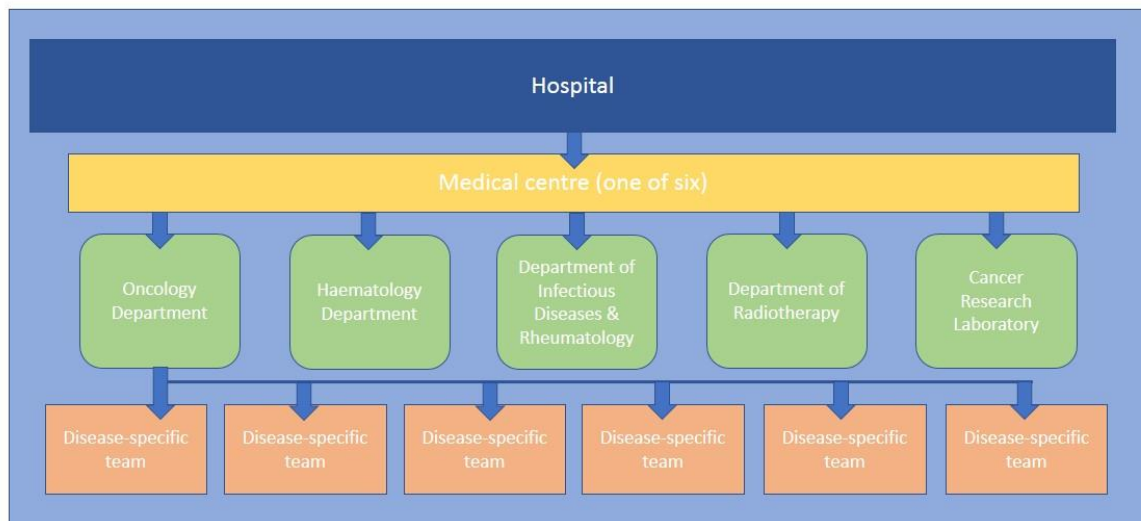 Hospital
Medical centre (one of six)
Oncology
Department
Haematology
Department
Department of
Infectious
Diseases &
Rheumatology
Department of
Radiotherapy
Cancer
Research
Laboratory
Disease-specific
team
Disease-specific
team
Disease-specific
team
Disease-specific
team
Disease-specific
team
Disease-specific
team